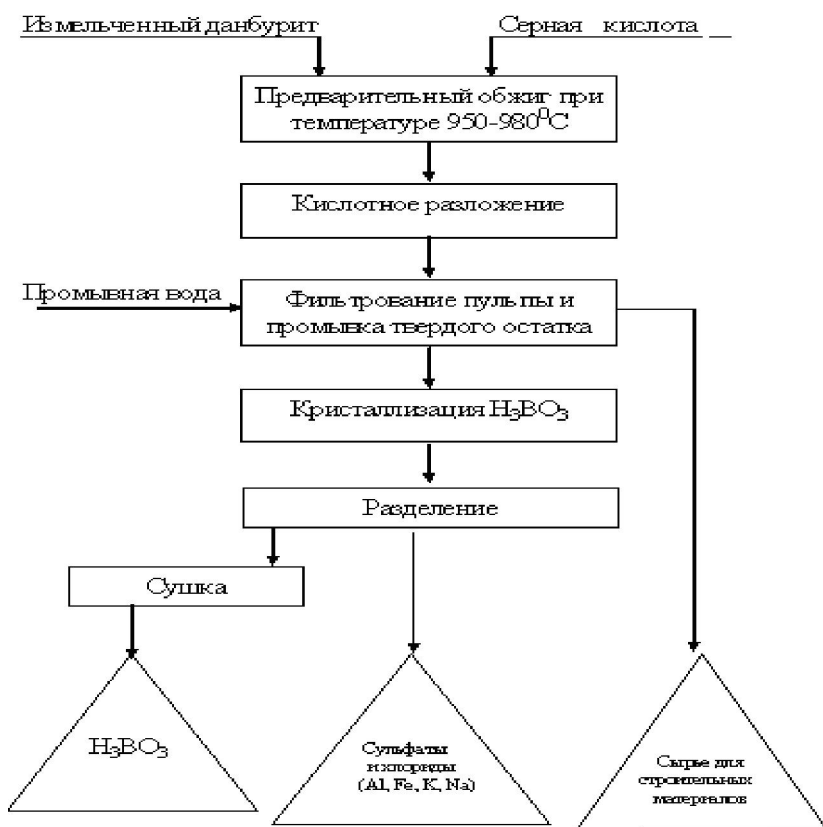 Измельченный данбурит
Серная кислота
Предварительный обжиг при
температуре 950-980⁰С
Кислотное разложение
Промывная вода
Фильтрование пульпы и
промывка твердого остатка
Кристаллизация H₃BO₃
Разделение
Сушка
H₃BO₃
Сульфаты
и хлориды
(Al, Fe, K, Na)
Сырье для
строительных
материалов